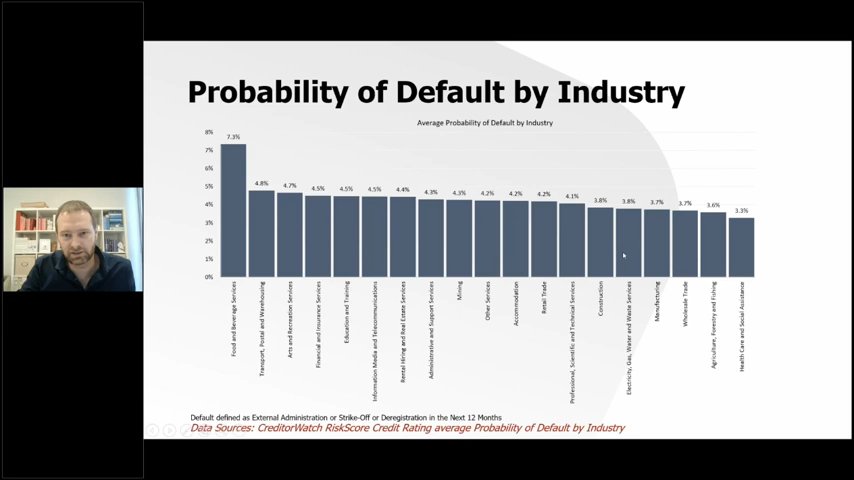 Probability of Default by Industry
Average Probability of Default by Industry
8%
7%
6%
5%
4%
3%
2%
1%
0%
7.3%
4.8%
4.7%
4.5%
4.5%
4.5%
4.4%
4.3%
4.3%
4.2%
4.2%
4.2%
4.1%
3.8%
3.8%
3.7%
3.7%
3.6%
3.3%
Food and Beverage Services
Transport, Postal and Warehousing
Arts and Recreation Services
Financial and Insurance Services
Education and Training
Information Media and Telecommunications
Rental Hiring and Real Estate Services
Administrative and Support Services
Mining
Other Services
Accommodation
Retail Trade
Professional, Scientific and Technical Services
Construction
Electricity, Gas, Water and Waste Services
Manufacturing
Wholesale Trade
Agriculture, Forestry and Fishing
Health Care and Social Assistance
Default defined as External Administration or Strike-Off or Deregistration in the Next 12 Months
Data Sources: CreditorWatch RiskScore Credit Rating average Probability of Default by Industry